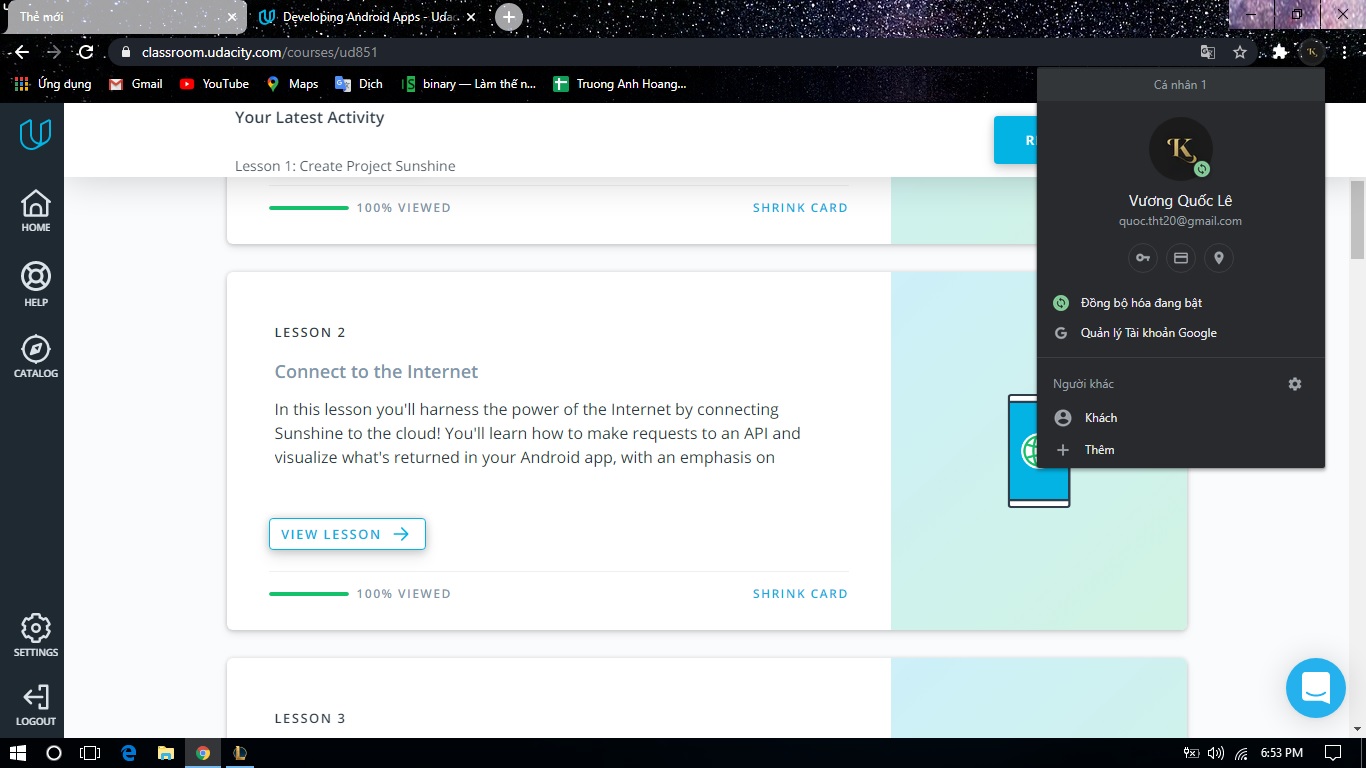 Thẻ mới
Developing Android Apps - Udac
classroom.udacity.com/courses/ud851
Ứng dụng
Gmail
YouTube
Maps
Dịch
binary — Làm thế n...
Truong Anh Hoang...
Your Latest Activity
Lesson 1: Create Project Sunshine
100% VIEWED
SHRINK CARD
LESSON 2
Connect to the Internet
In this lesson you'll harness the power of the Internet by connecting
Sunshine to the cloud! You'll learn how to make requests to an API and
visualize what's returned in your Android app, with an emphasis on
VIEW LESSON
100% VIEWED
SHRINK CARD
LESSON 3
HOME
HELP
CATALOG
SETTINGS
LOGOUT
Cá nhân 1
K
Vương Quốc Lê
quoc.tht20@gmail.com
Đồng bộ hóa đang bật
Quản lý Tài khoản Google
Người khác
Khách
Thêm
6:53 PM